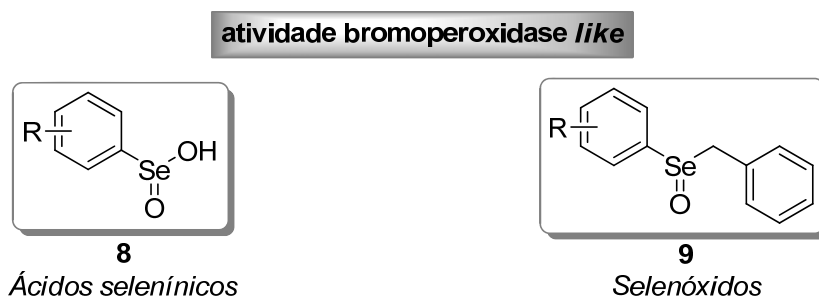 atividade bromoperoxidase like
R
Se
OH
O
8
Ácidos selenínicos
R
Se
O
9
Selenóxidos